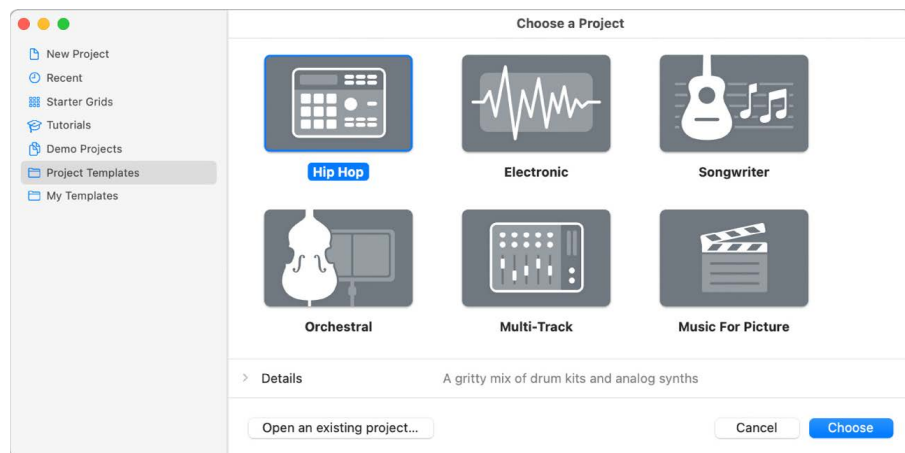 Choose a Project
New Project
Recent
Starter Grids
Tutorials
Demo Projects
Project Templates
My Templates
Hip Hop
Electronic
Songwriter
Orchestral
Multi-Track
Music For Picture
Details
A gritty mix of drum kits and analog synths
Open an existing project...
Cancel
Choose